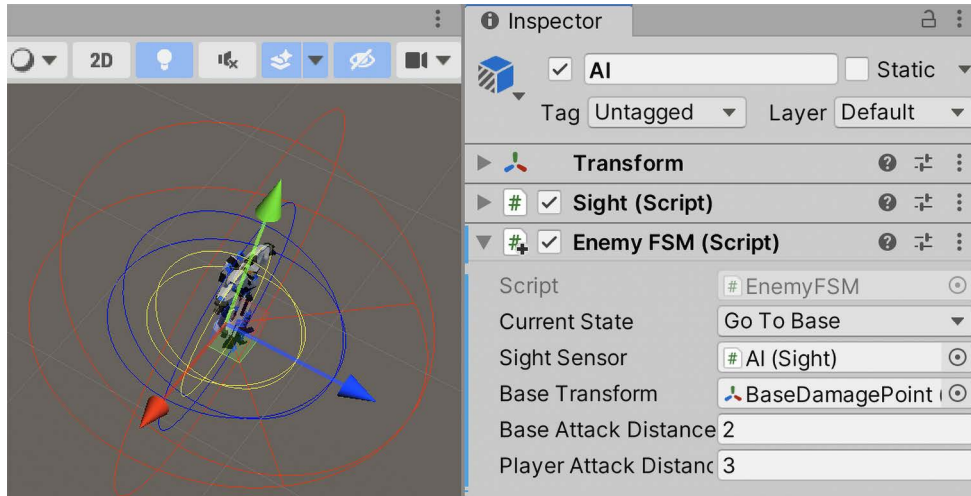 Inspector
2D
AI
Static
Tag Untagged Layer Default
Transform
# Sight (Script)
# Enemy FSM (Script)
Script # EnemyFSM
Current State Go To Base
Sight Sensor # AI (Sight)
Base Transform BaseDamagePoint (
Base Attack Distance 2
Player Attack Distanc 3